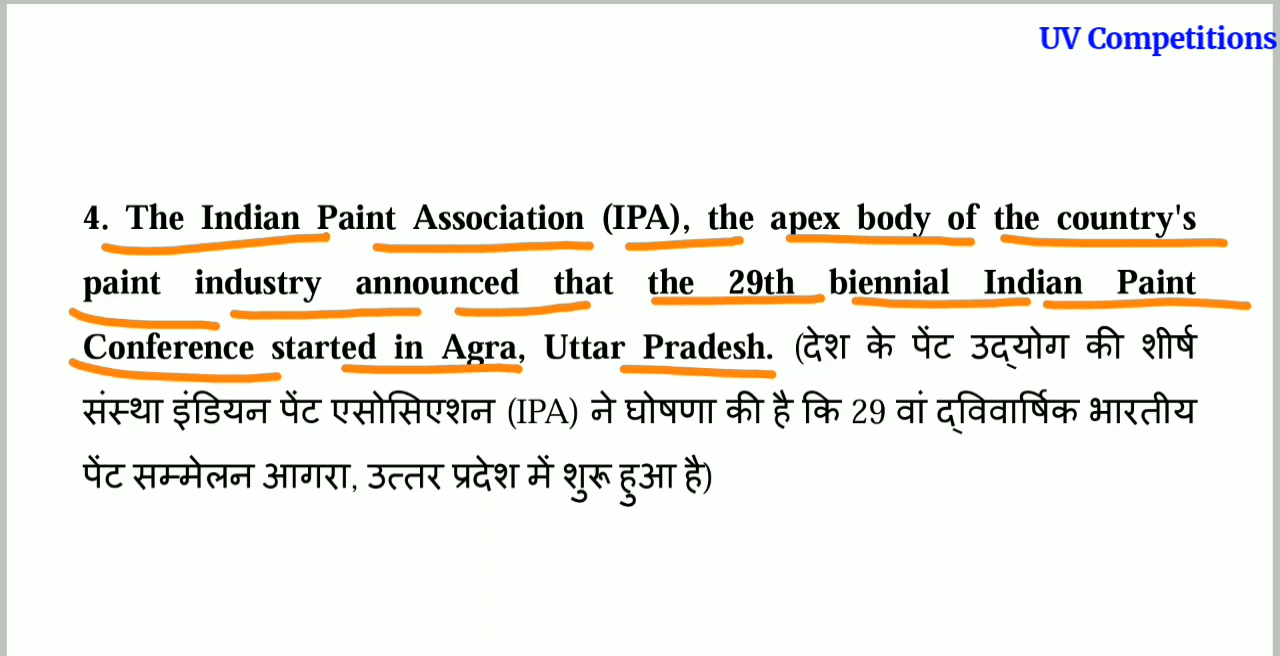 UV Competitions
4. The Indian Paint Association (IPA), the apex body of the country's
paint industry announced that the 29th biennial Indian Paint
Conference started in Agra, Uttar Pradesh. (देश के पेंट उद्योग की शीर्ष
संस्था इंडियन पेंट एसोसिएशन (IPA) ने घोषणा की है कि 29 वां द्विवार्षिक भारतीय
पेंट सम्मेलन आगरा, उत्तर प्रदेश में शुरू हुआ है)